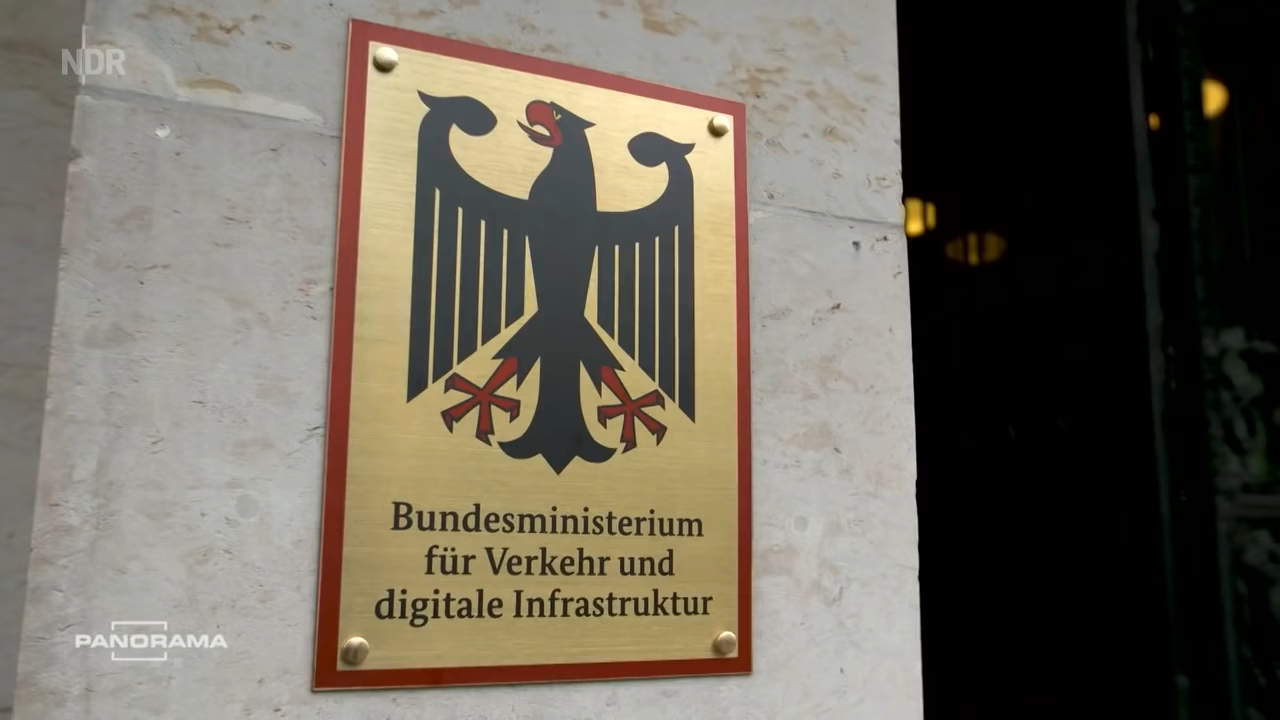 NDR
Bundesministerium
für Verkehr und
digitale Infrastruktur
PANORAMA